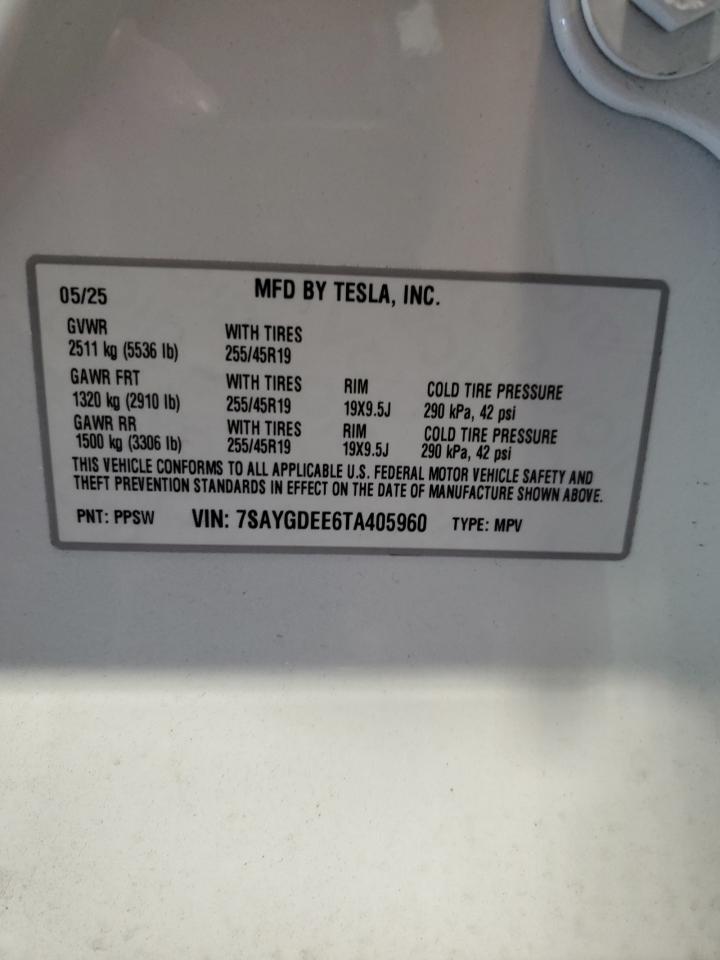 05/25 MFD BY TESLA, INC.
GVWR WITH TIRES
2511 kg (5536 lb) 255/45R19
GAWR FRT WITH TIRES RIM COLD TIRE PRESSURE
1320 kg (2910 lb) 255/45R19 19X9.5J 290 kPa, 42 psi
GAWR RR WITH TIRES RIM COLD TIRE PRESSURE
1500 kg (3306 lb) 255/45R19 19X9.5J 290 kPa, 42 psi
THIS VEHICLE CONFORMS TO ALL APPLICABLE U.S. FEDERAL MOTOR VEHICLE SAFETY AND
THEFT PREVENTION STANDARDS IN EFFECT ON THE DATE OF MANUFACTURE SHOWN ABOVE.
PNT: PPSW VIN: 7SAYGDEE6TA405960 TYPE: MPV